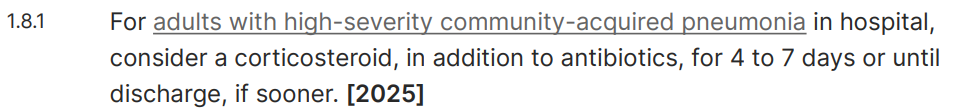 1.8.1 For adults with high-severity community-acquired pneumonia in hospital,
consider a corticosteroid, in addition to antibiotics, for 4 to 7 days or until
discharge, if sooner. [2025]